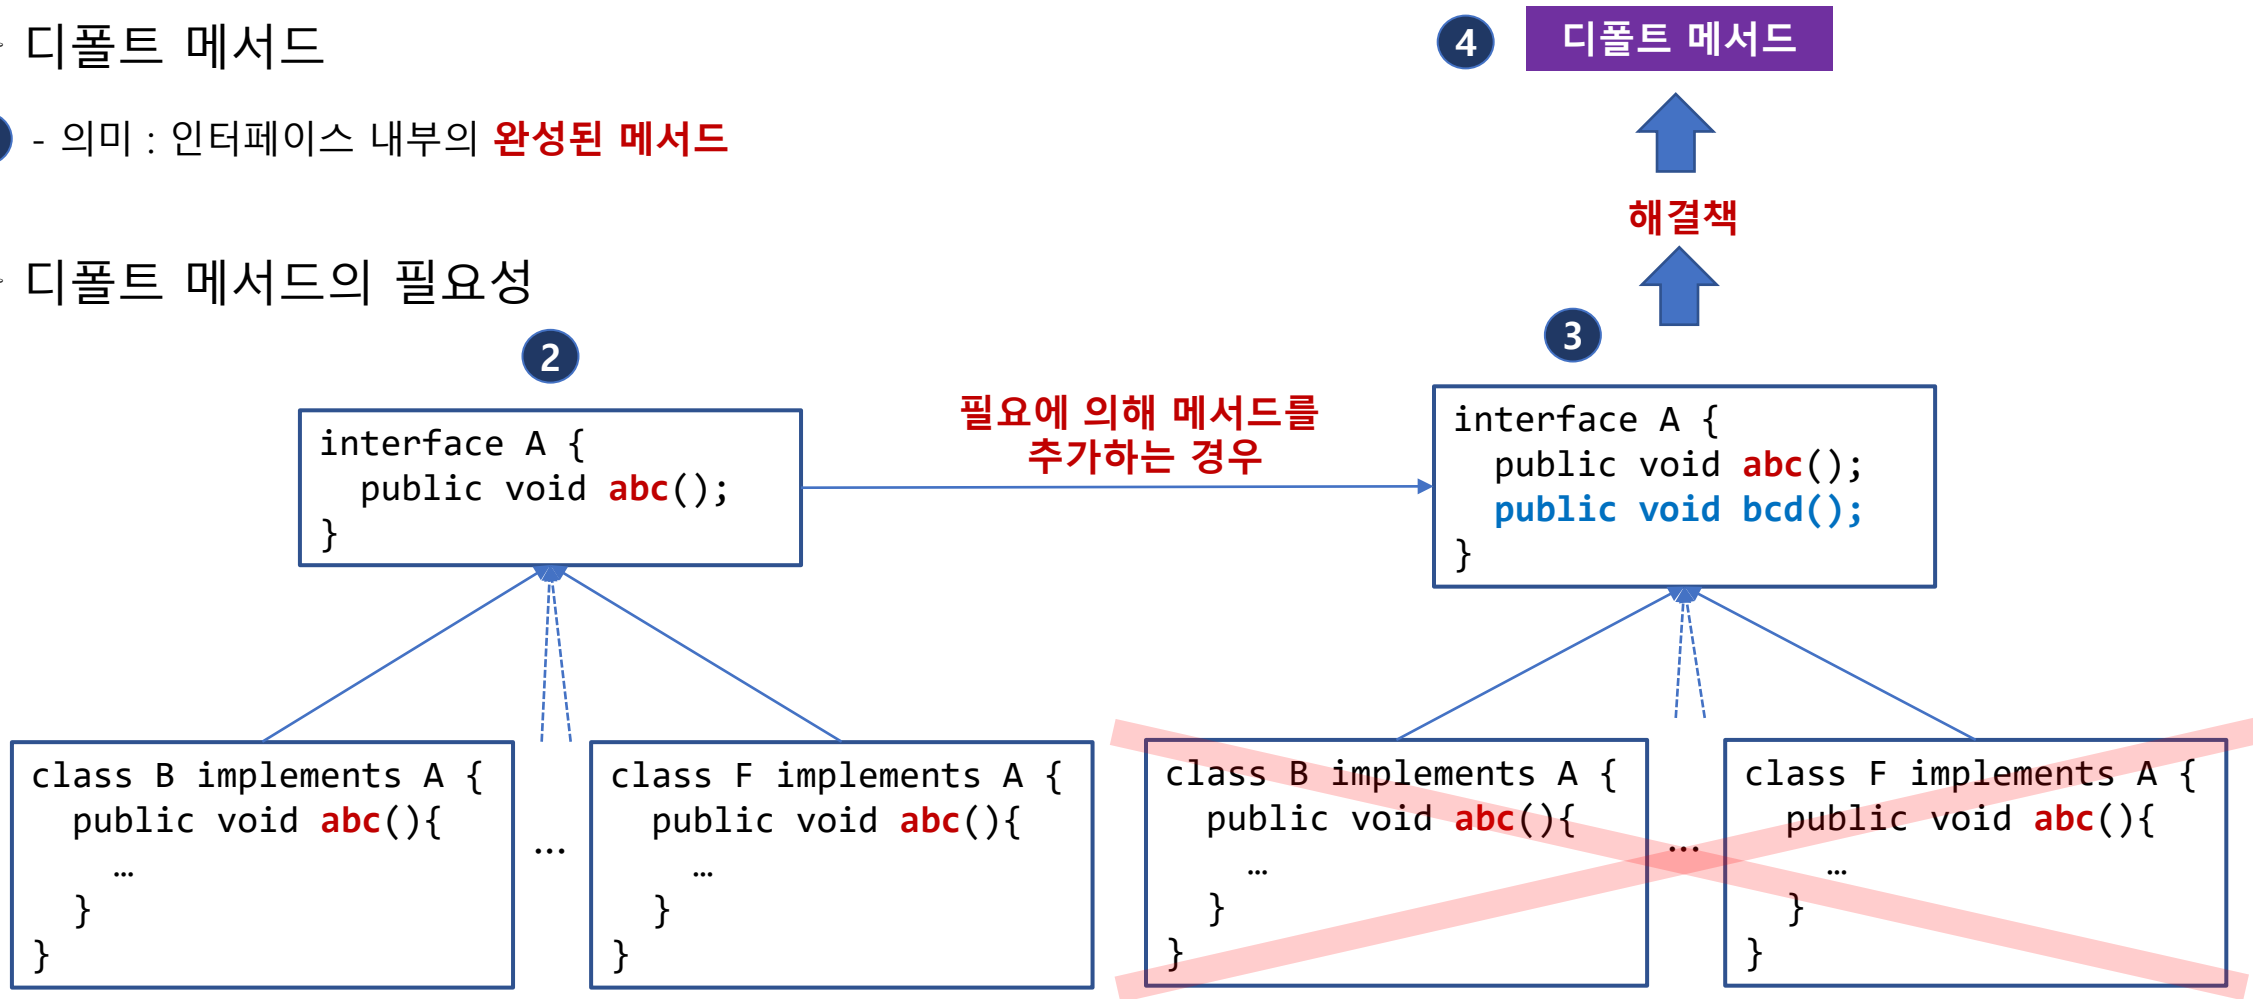 디폴트 메서드
- 의미 : 인터페이스 내부의 완성된 메서드
디폴트 메서드의 필요성
4
디폴트 메서드
해결책
2
interface A {
public void abc();
}
필요에 의해 메서드를
추가하는 경우
3
interface A {
public void abc();
public void bcd();
}
class B implements A {
public void abc(){
…
}
}
...
class F implements A {
public void abc(){
…
}
}
class B implements A {
public void abc(){
…
}
}
...
class F implements A {
public void abc(){
…
}
}